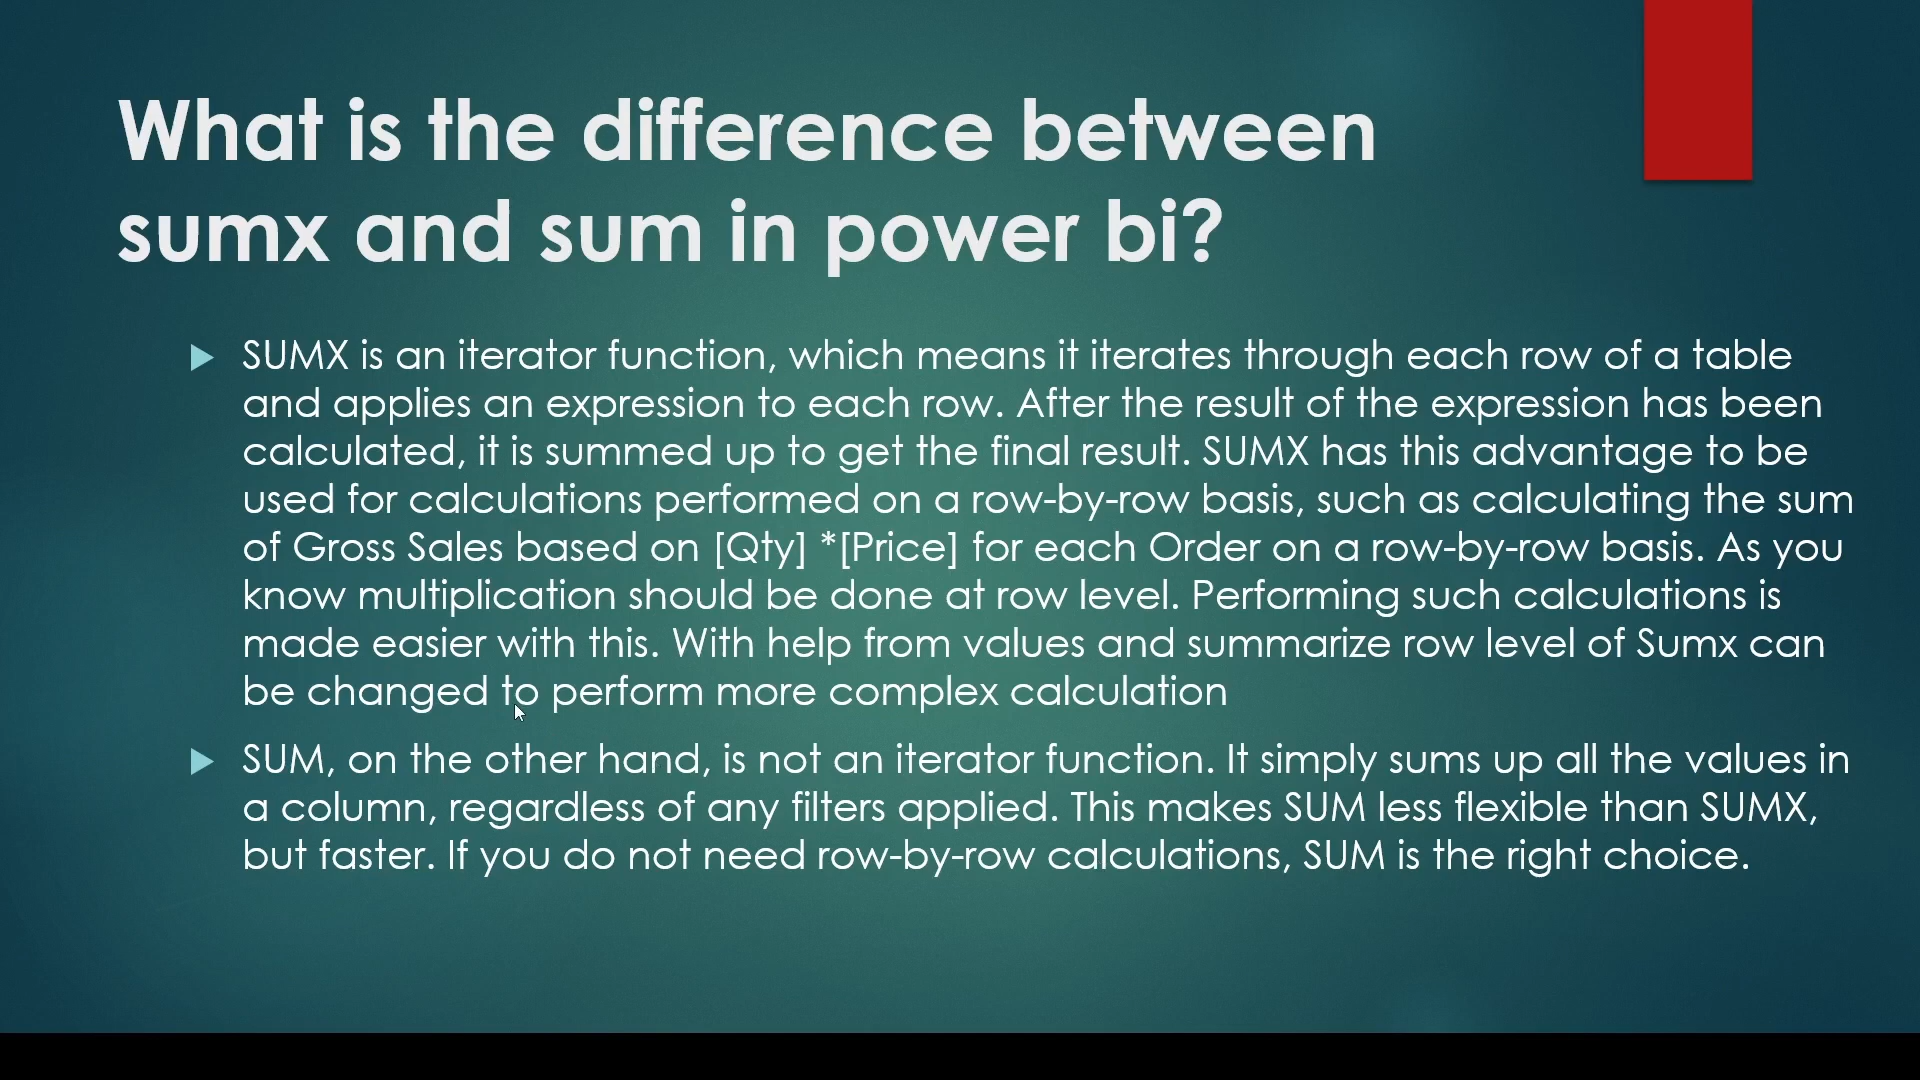 What is the difference between
sumx and sum in power bi?
SUMX is an iterator function, which means it iterates through each row of a table
and applies an expression to each row. After the result of the expression has been
calculated, it is summed up to get the final result. SUMX has this advantage to be
used for calculations performed on a row-by-row basis, such as calculating the sum
of Gross Sales based on [Qty] *[Price] for each Order on a row-by-row basis. As you
know multiplication should be done at row level. Performing such calculations is
made easier with this. With help from values and summarize row level of Sumx can
be changed to perform more complex calculation
SUM, on the other hand, is not an iterator function. It simply sums up all the values in
a column, regardless of any filters applied. This makes SUM less flexible than SUMX,
but faster. If you do not need row-by-row calculations, SUM is the right choice.